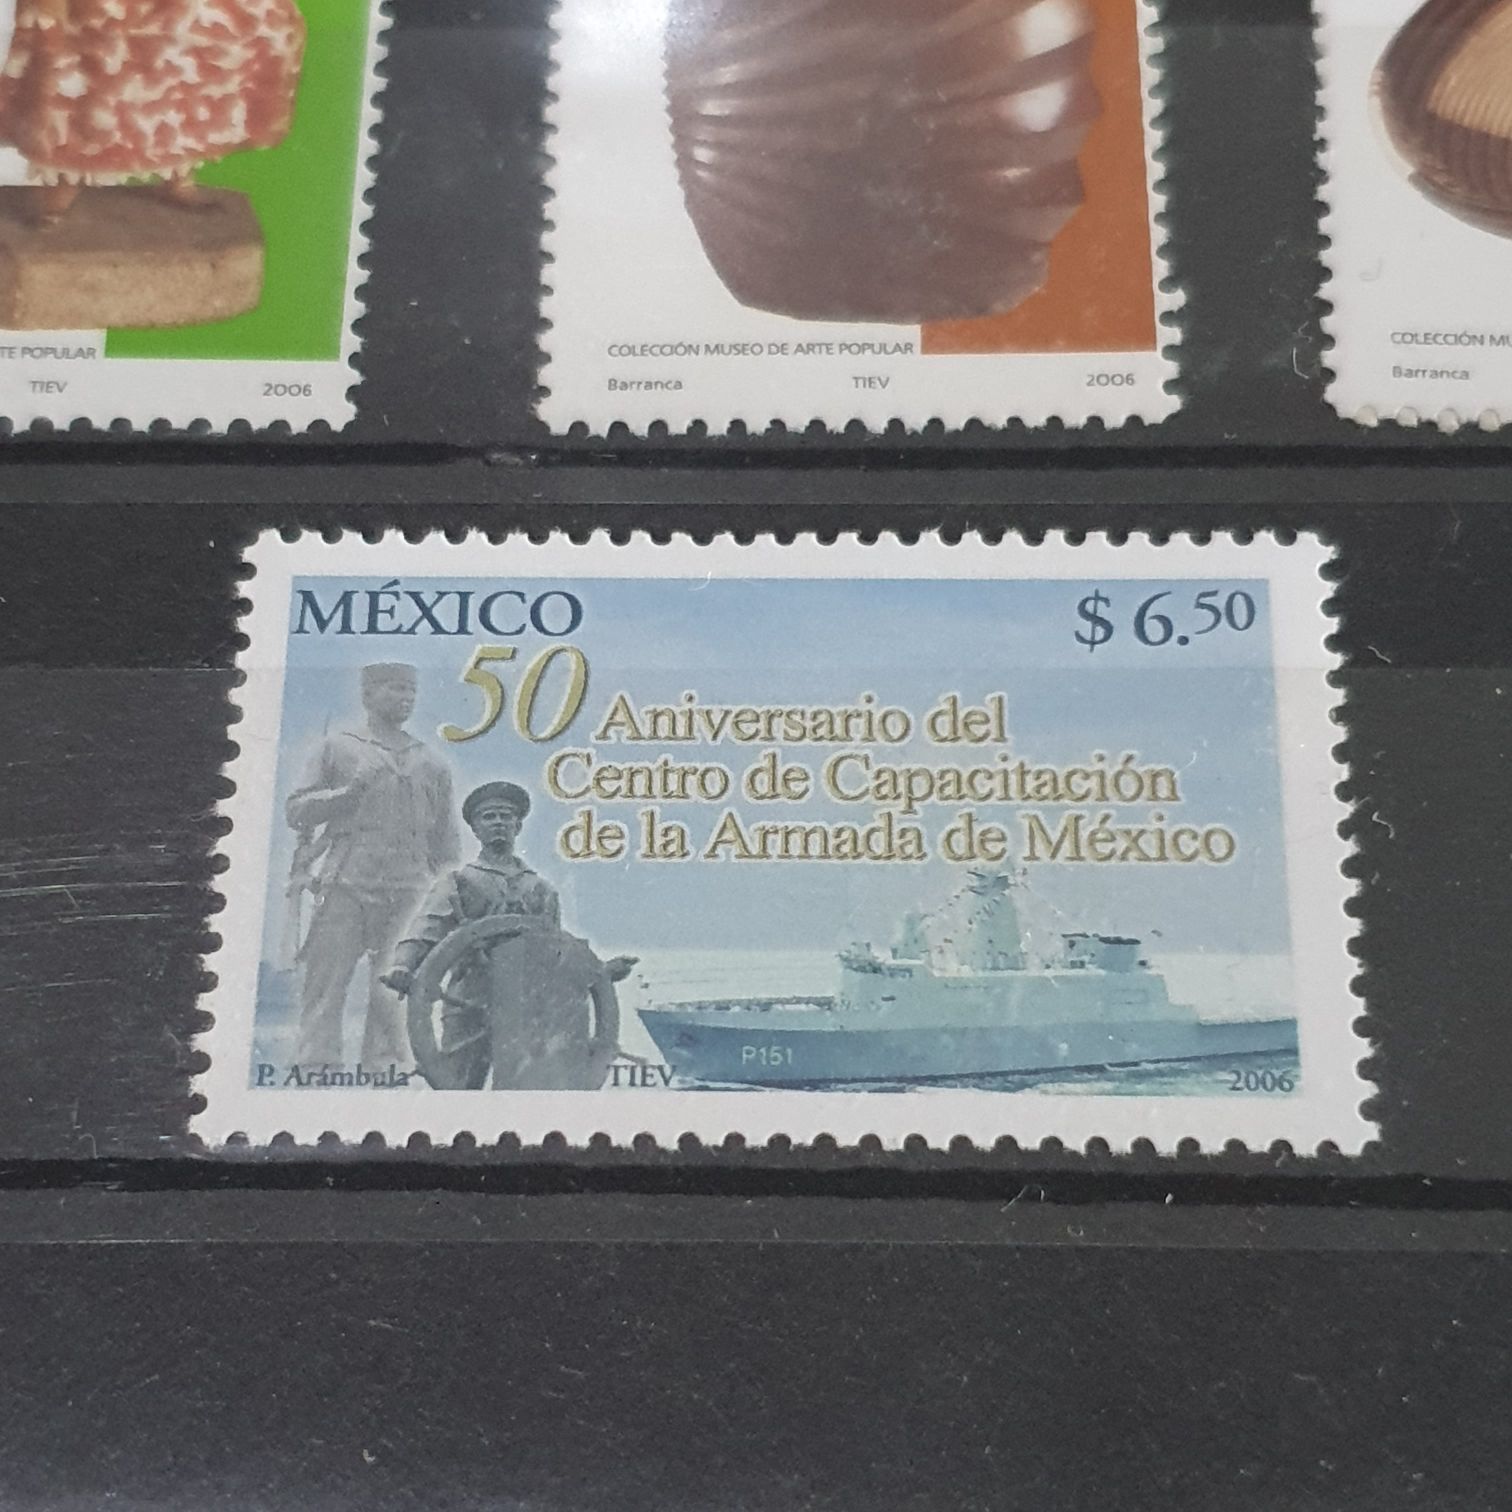 TE POPULAR
TIEV 2006
COLECCIÓN MUSEO DE ARTE POPULAR
Barranca TIEV 2006
COLECCIÓN MU
Barranca
MÉXICO $ 6.50
50 Aniversario del
Centro de Capacitación
de la Armada de México
P151
P. Arámbula TIEV 2006